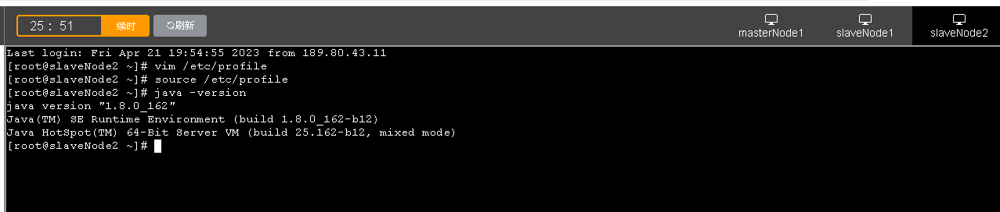 25 : 51 续时 刷新 masterNode1 slaveNode1 slaveNode2
Last login: Fri Apr 21 19:54:55 2023 from 189.80.43.11
[root@slaveNode2 ~]# vim /etc/profile
[root@slaveNode2 ~]# source /etc/profile
[root@slaveNode2 ~]# java -version
java version "1.8.0_162"
Java(TM) SE Runtime Environment (build 1.8.0_162-b12)
Java HotSpot(TM) 64-Bit Server VM (build 25.162-b12, mixed mode)
[root@slaveNode2 ~]#